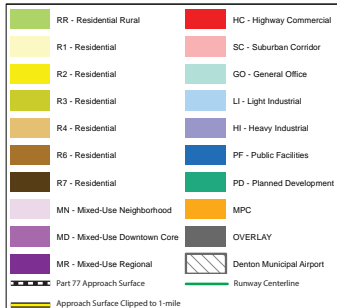 RR - Residential Rural
R1 - Residential
R2 - Residential
R3 - Residential
R4 - Residential
R6 - Residential
R7 - Residential
MN - Mixed-Use Neighborhood
MD - Mixed-Use Downtown Core
MR - Mixed-Use Regional
Part 77 Approach Surface
Approach Surface Clipped to 1-mile
HC - Highway Commercial
SC - Suburban Corridor
GO - General Office
LI - Light Industrial
HI - Heavy Industrial
PF - Public Facilities
PD - Planned Development
MPC
OVERLAY
Denton Municipal Airport
Runway Centerline